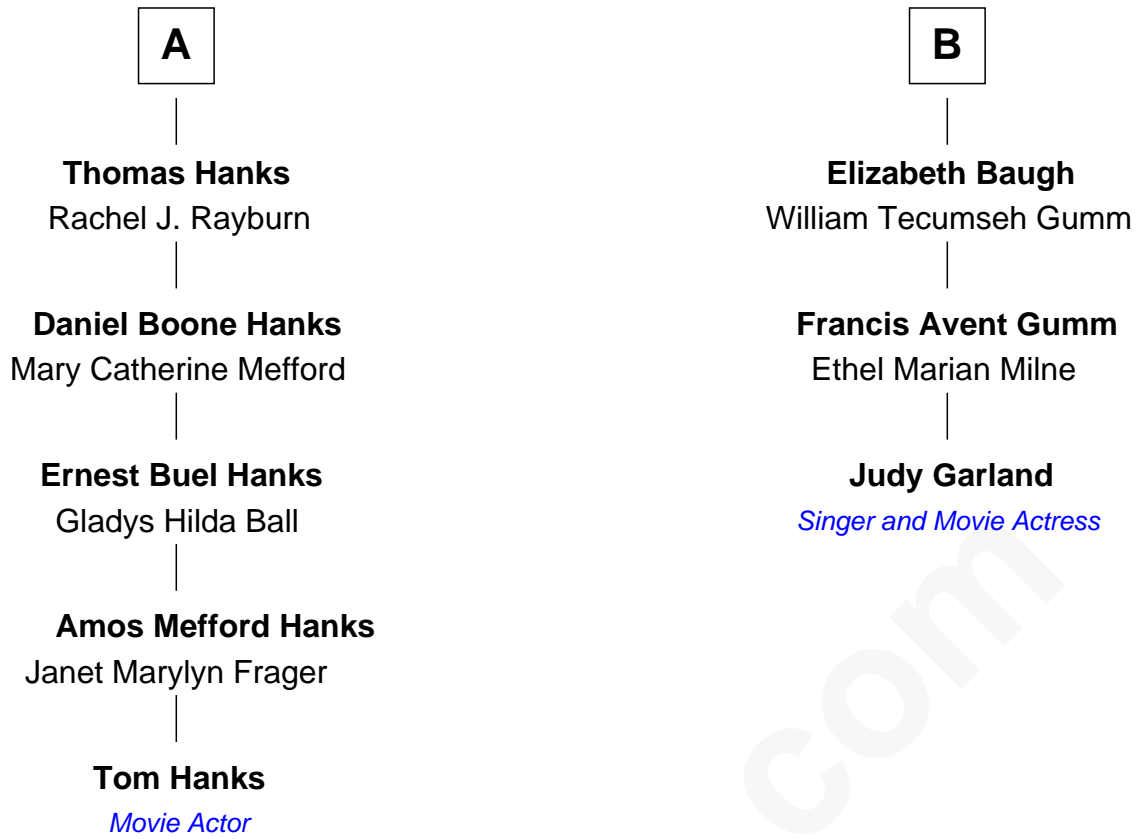 A
Thomas Hanks
Rachel J. Rayburn
Daniel Boone Hanks
Mary Catherine Mefford
Ernest Buel Hanks
Gladys Hilda Ball
Amos Mefford Hanks
Janet Marylyn Frager
Tom Hanks
Movie Actor
B
Elizabeth Baugh
William Tecumseh Gumm
Francis Avent Gumm
Ethel Marian Milne
Judy Garland
Singer and Movie Actress
com